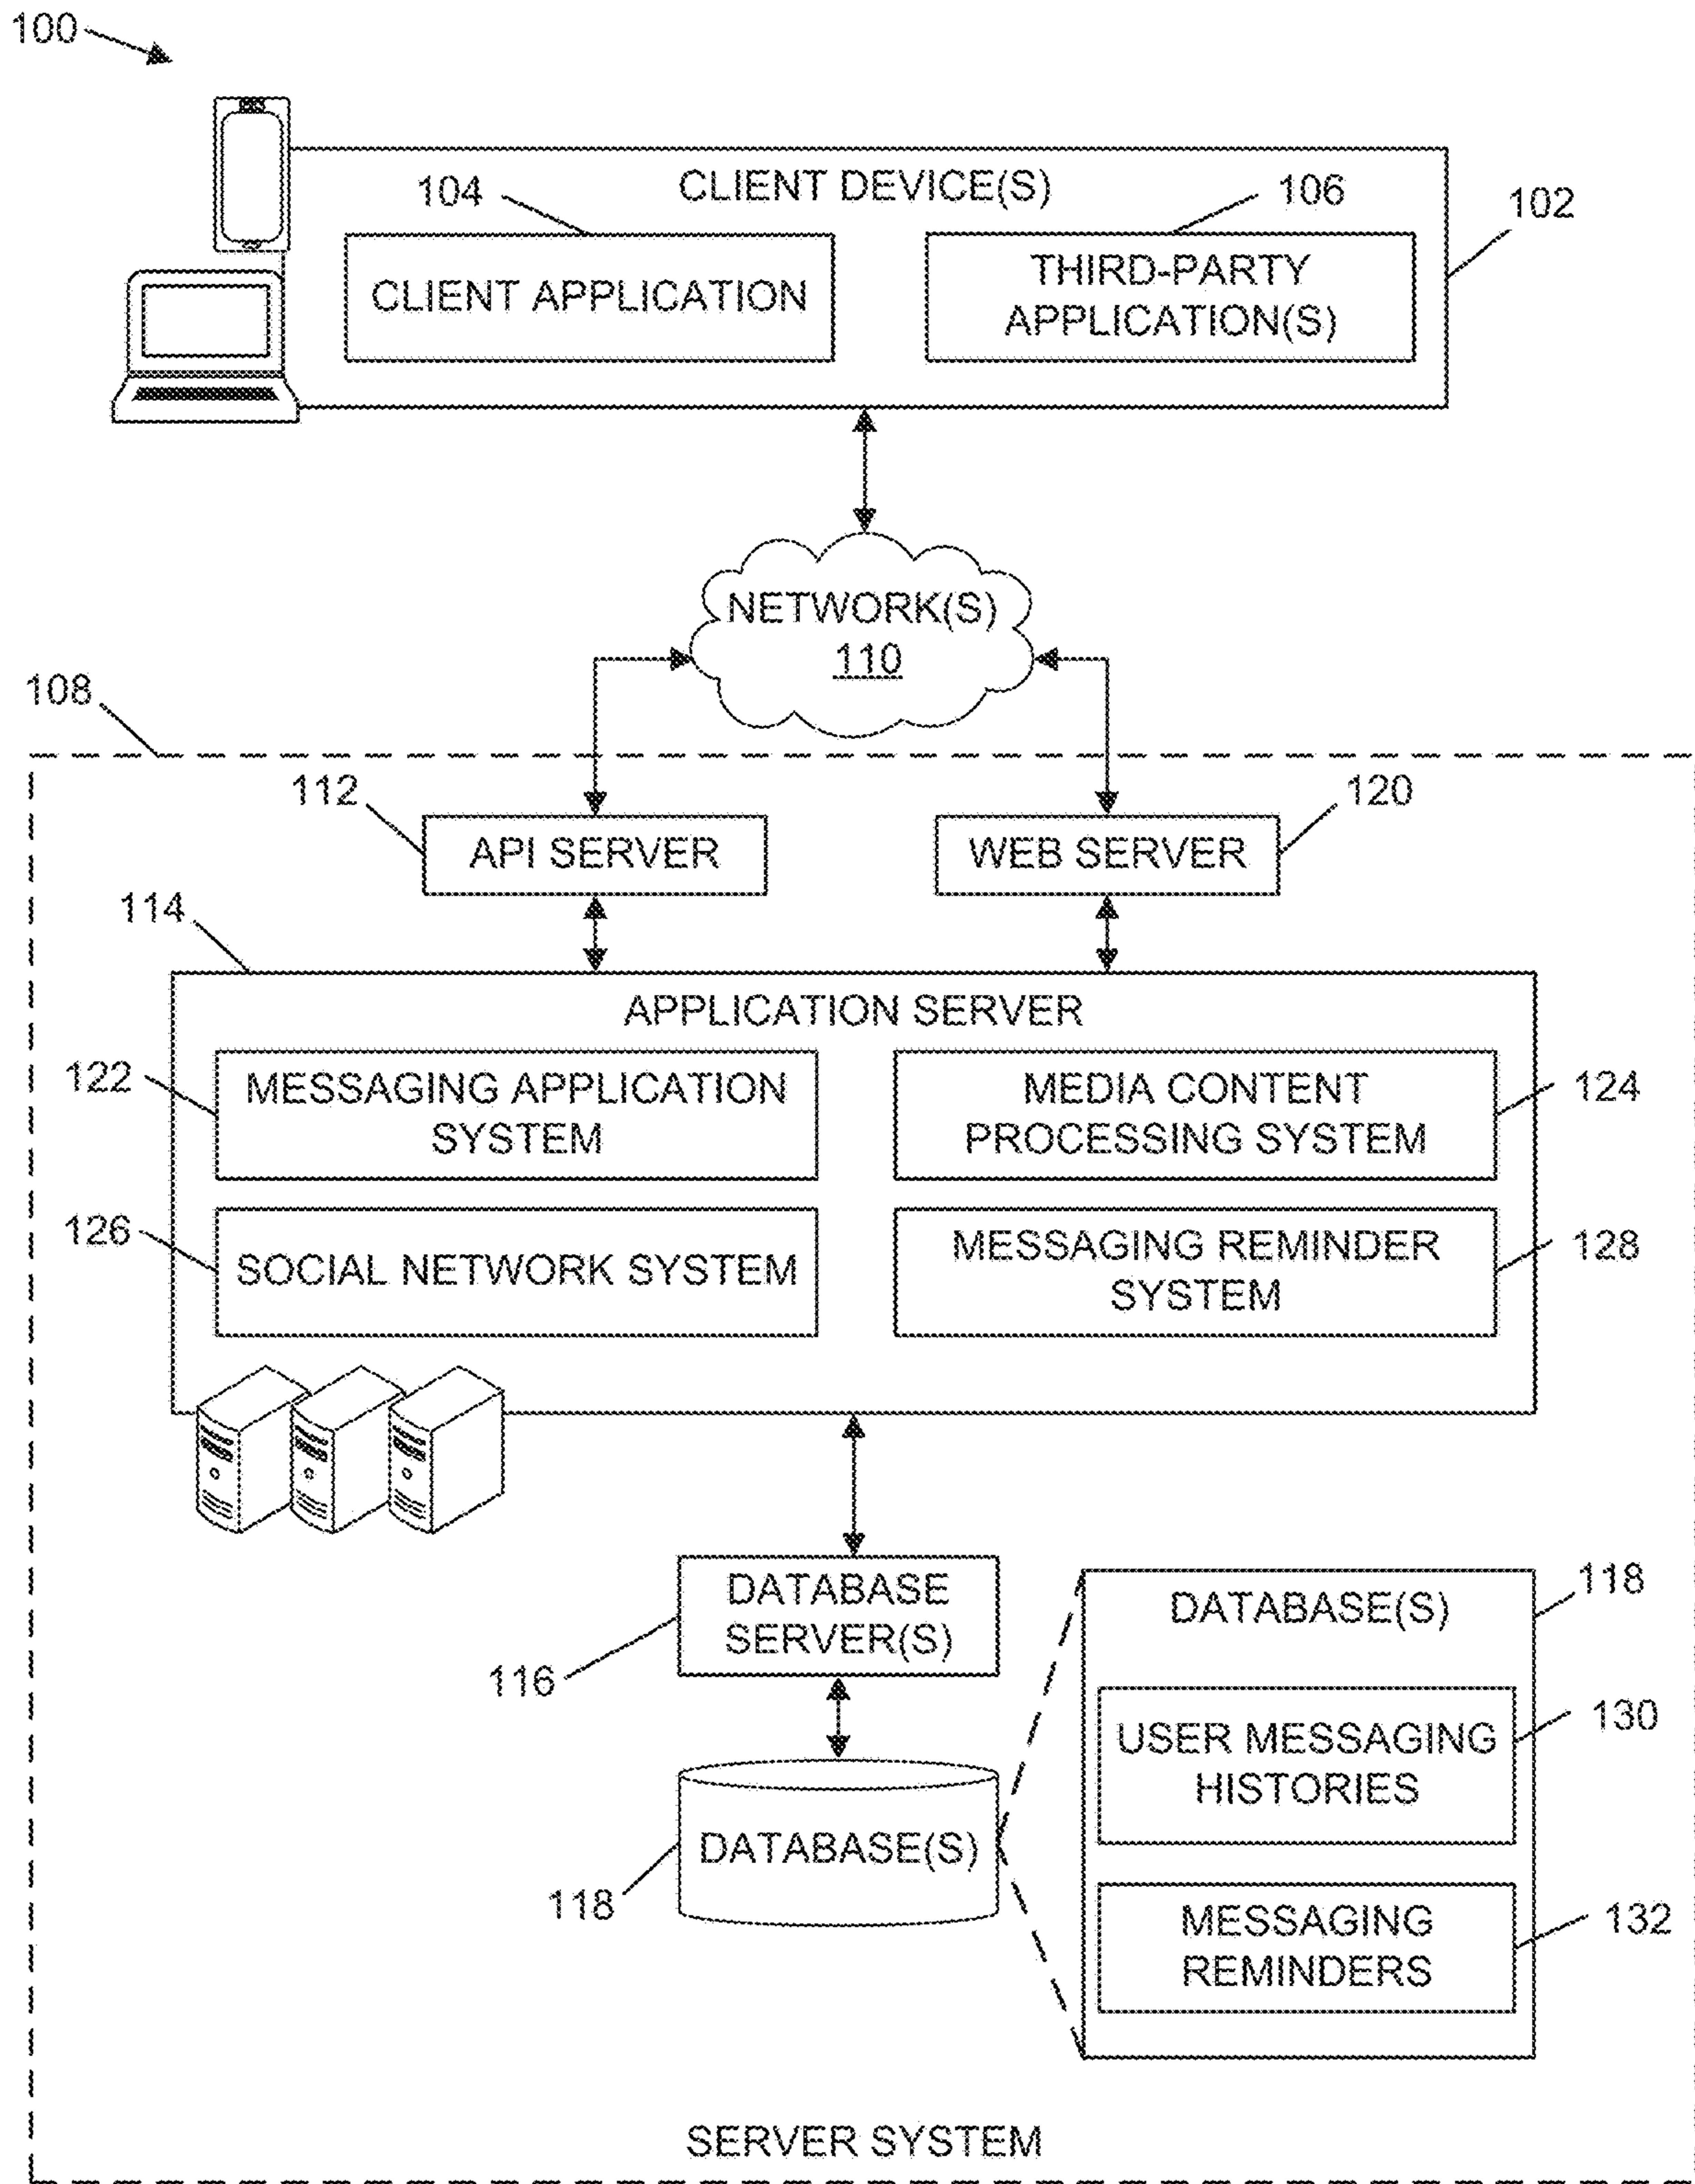 100
CLIENT DEVICE(S)
104
106
102
CLIENT APPLICATION
THIRD-PARTY
APPLICATION(S)
NETWORK(S)
110
108
112
API SERVER
WEB SERVER
120
114
APPLICATION SERVER
122
MESSAGING APPLICATION
SYSTEM
MEDIA CONTENT
PROCESSING SYSTEM
124
126
SOCIAL NETWORK SYSTEM
MESSAGING REMINDER
SYSTEM
128
DATABASE
SERVER(S)
116
DATABASE(S)
118
DATABASE(S)
118
USER MESSAGING
HISTORIES
130
MESSAGING
REMINDERS
132
SERVER SYSTEM